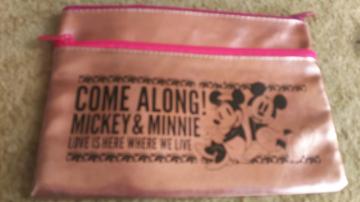 COME ALONG!
MICKEY & MINNIE
LOVE IS HERE WHERE WE LIVE